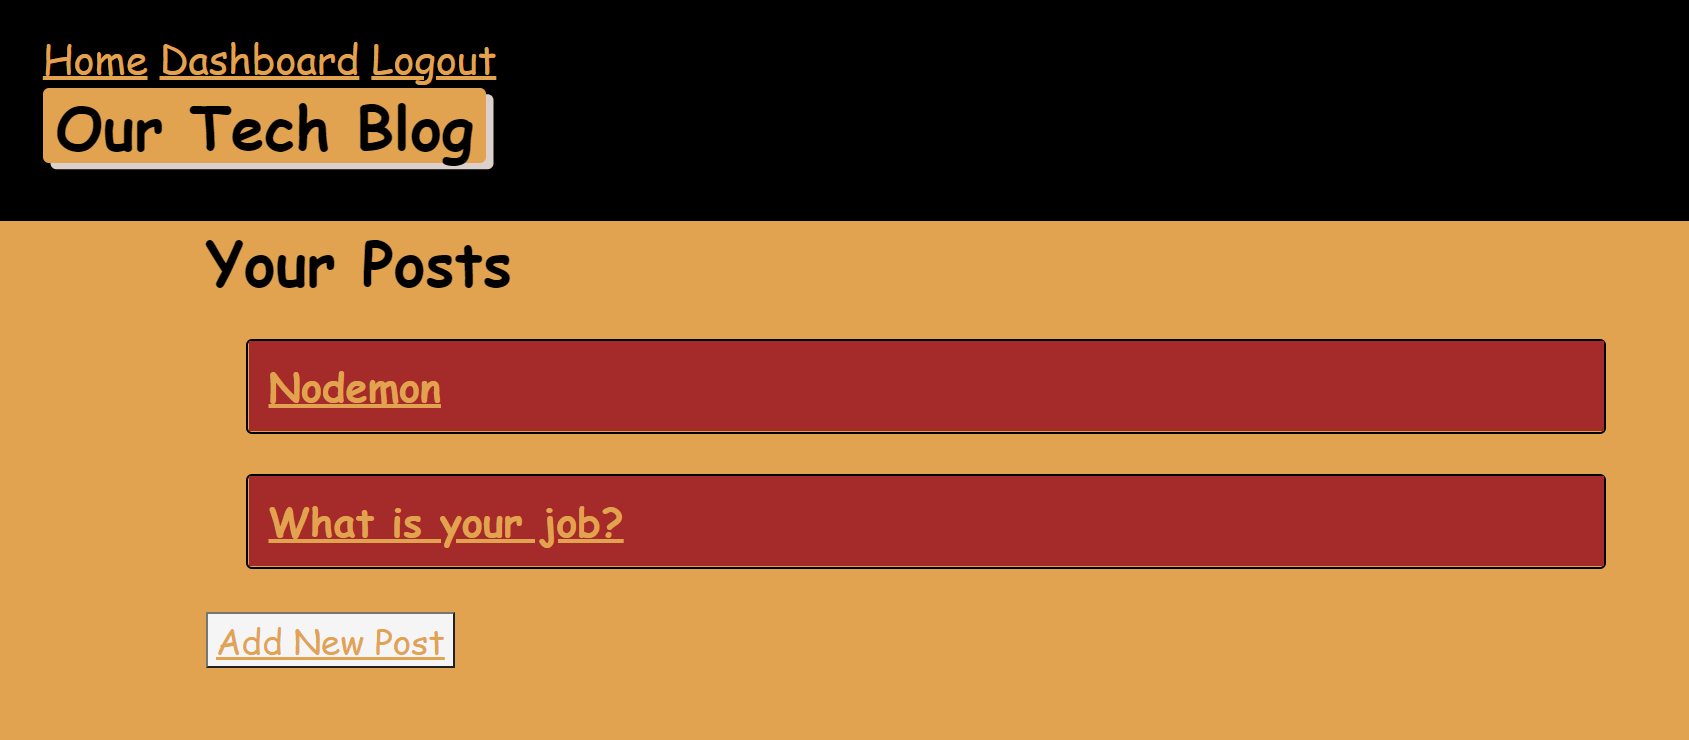 Home Dashboard Logout
Our Tech Blog
Your Posts
Nodemon
What is your job?
Add New Post